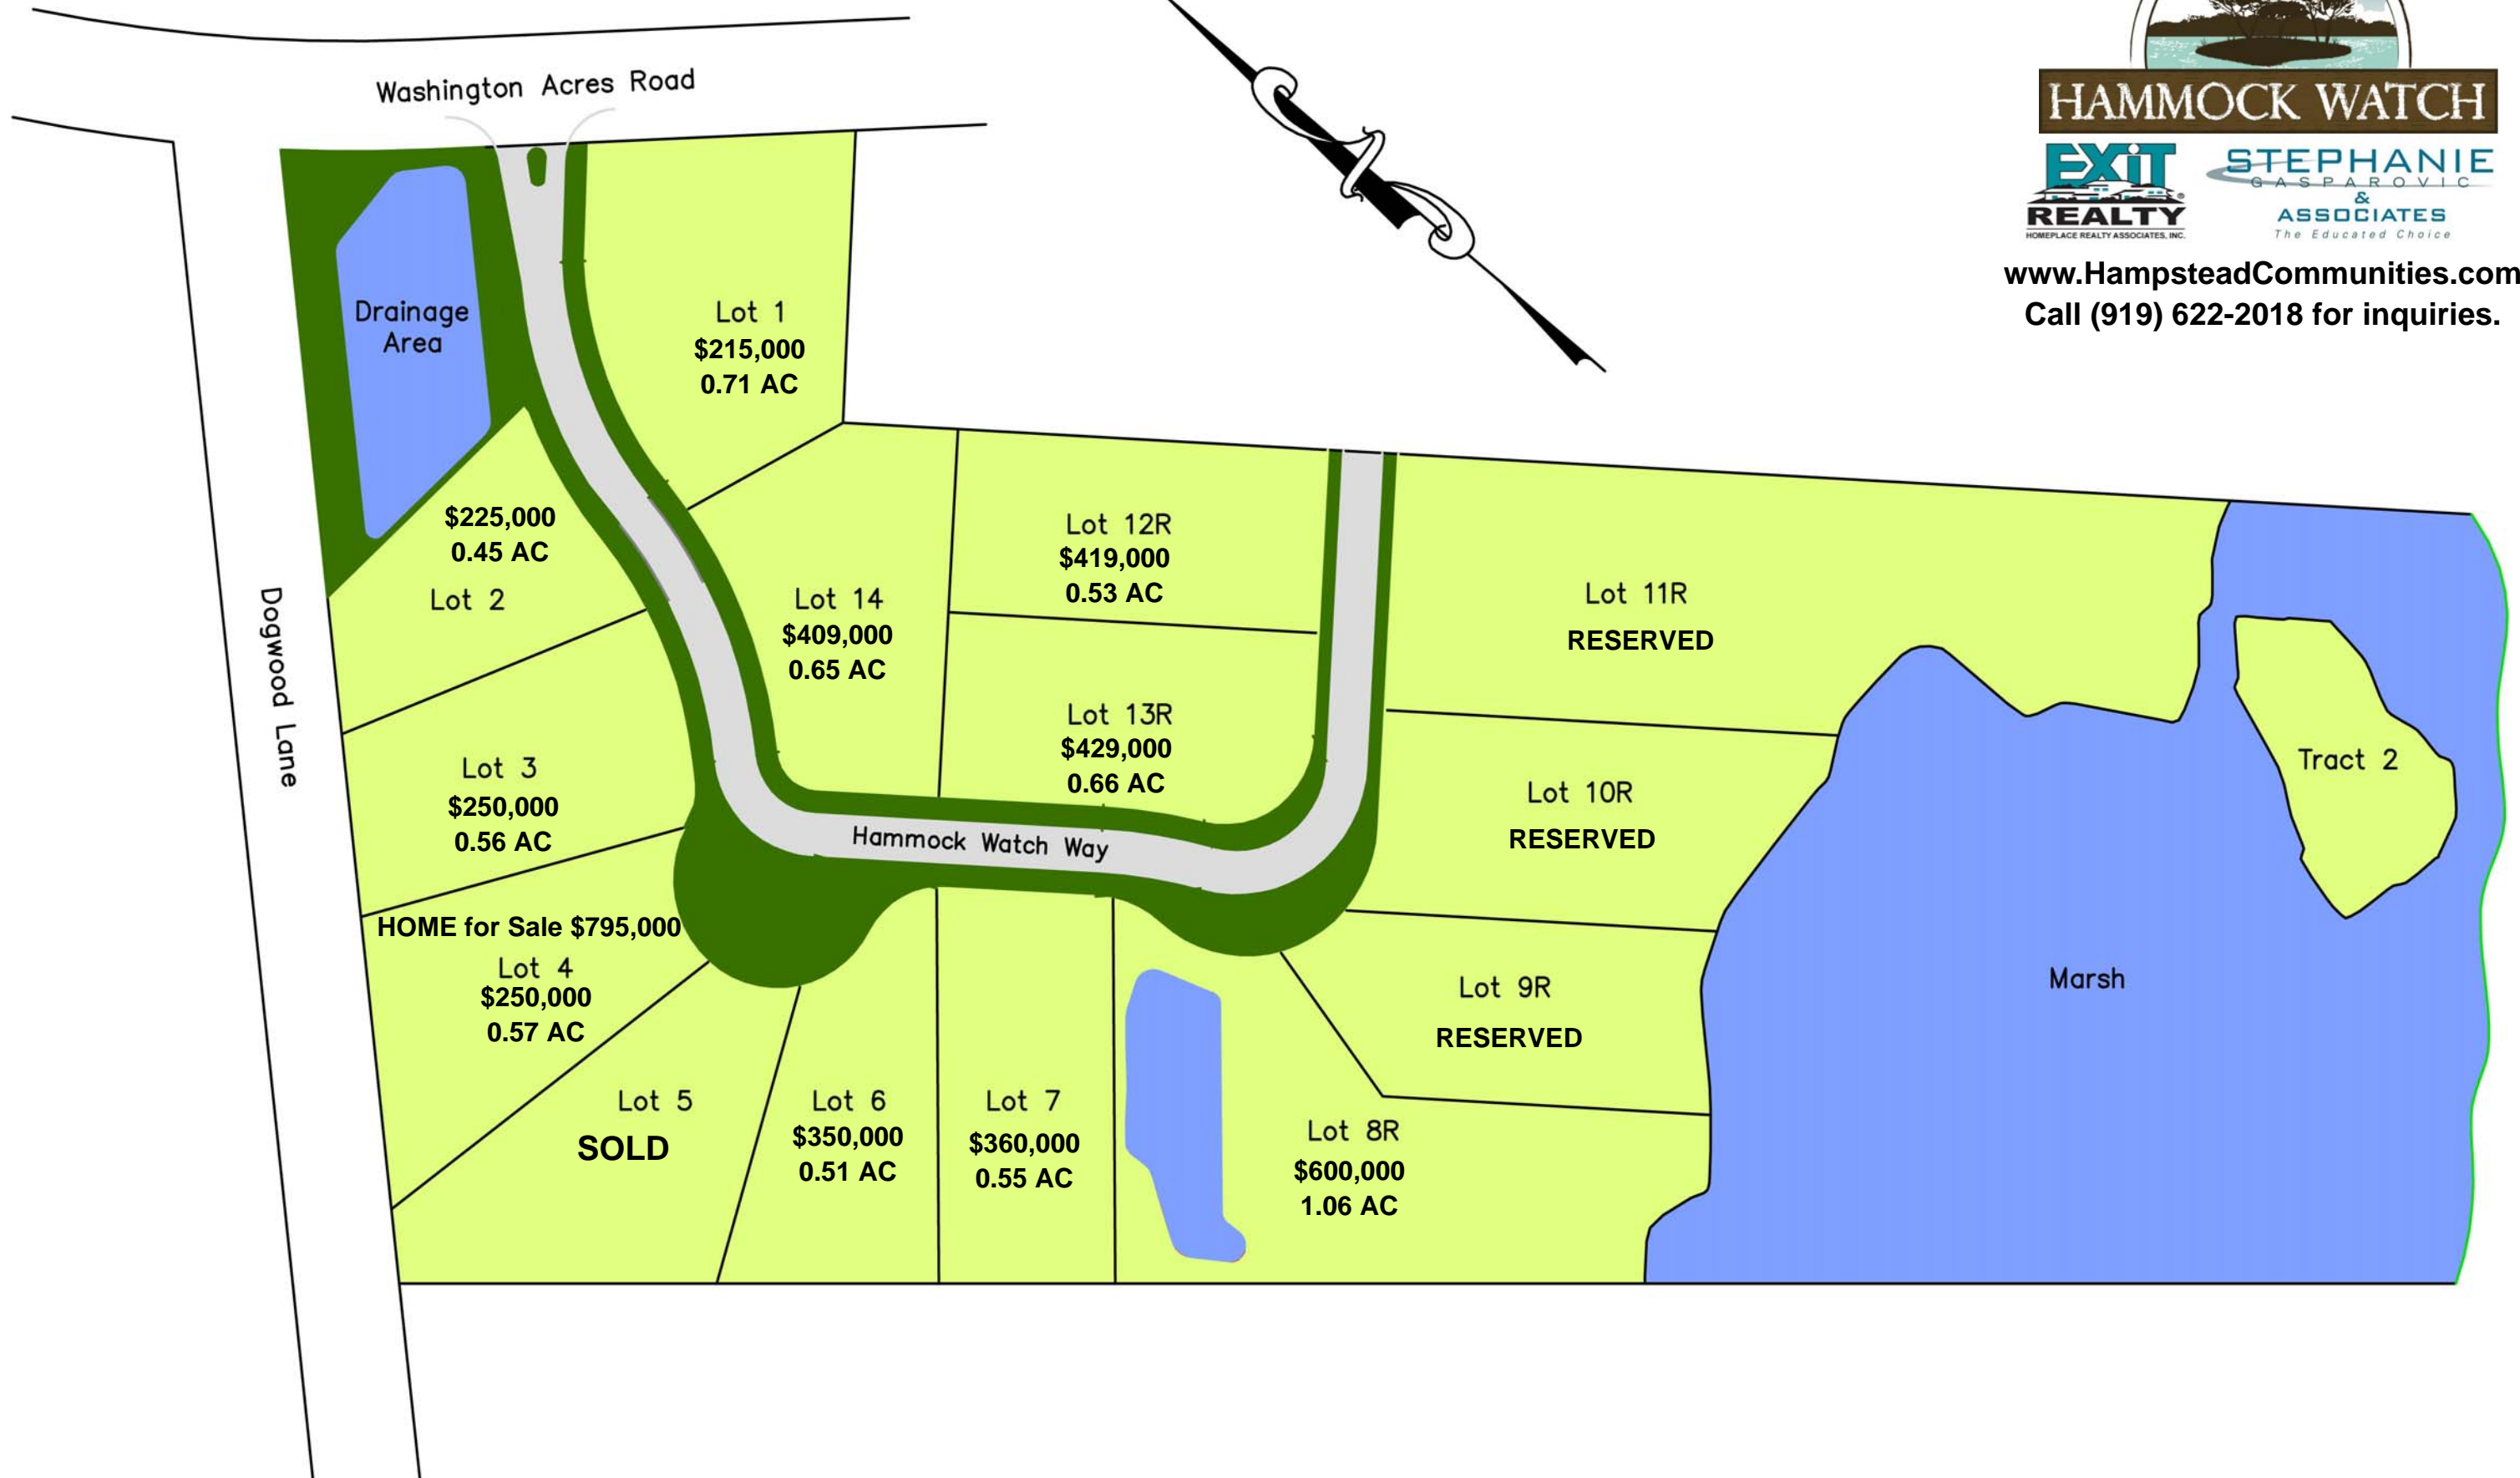 Washington Acres Road
HAMMOCK WATCH
EXIT
REALTY
HOMEPLACE REALTY ASSOCIATES, INC.
STEPHANIE
GASPAROVIC
&
ASSOCIATES
The Educated Choice
www.HampsteadCommunities.com
Call (919) 622-2018 for inquiries.
Drainage
Area
Lot 1
$215,000
0.71 AC
$225,000
0.45 AC
Lot 2
Dogwood Lane
Lot 14
$409,000
0.65 AC
Lot 12R
$419,000
0.53 AC
Lot 11R
RESERVED
Lot 3
$250,000
0.56 AC
Lot 13R
$429,000
0.66 AC
Lot 10R
RESERVED
Tract 2
Hammock Watch Way
HOME for Sale $795,000
Lot 4
$250,000
0.57 AC
Lot 9R
RESERVED
Marsh
Lot 5
SOLD
Lot 6
$350,000
0.51 AC
Lot 7
$360,000
0.55 AC
Lot 8R
$600,000
1.06 AC